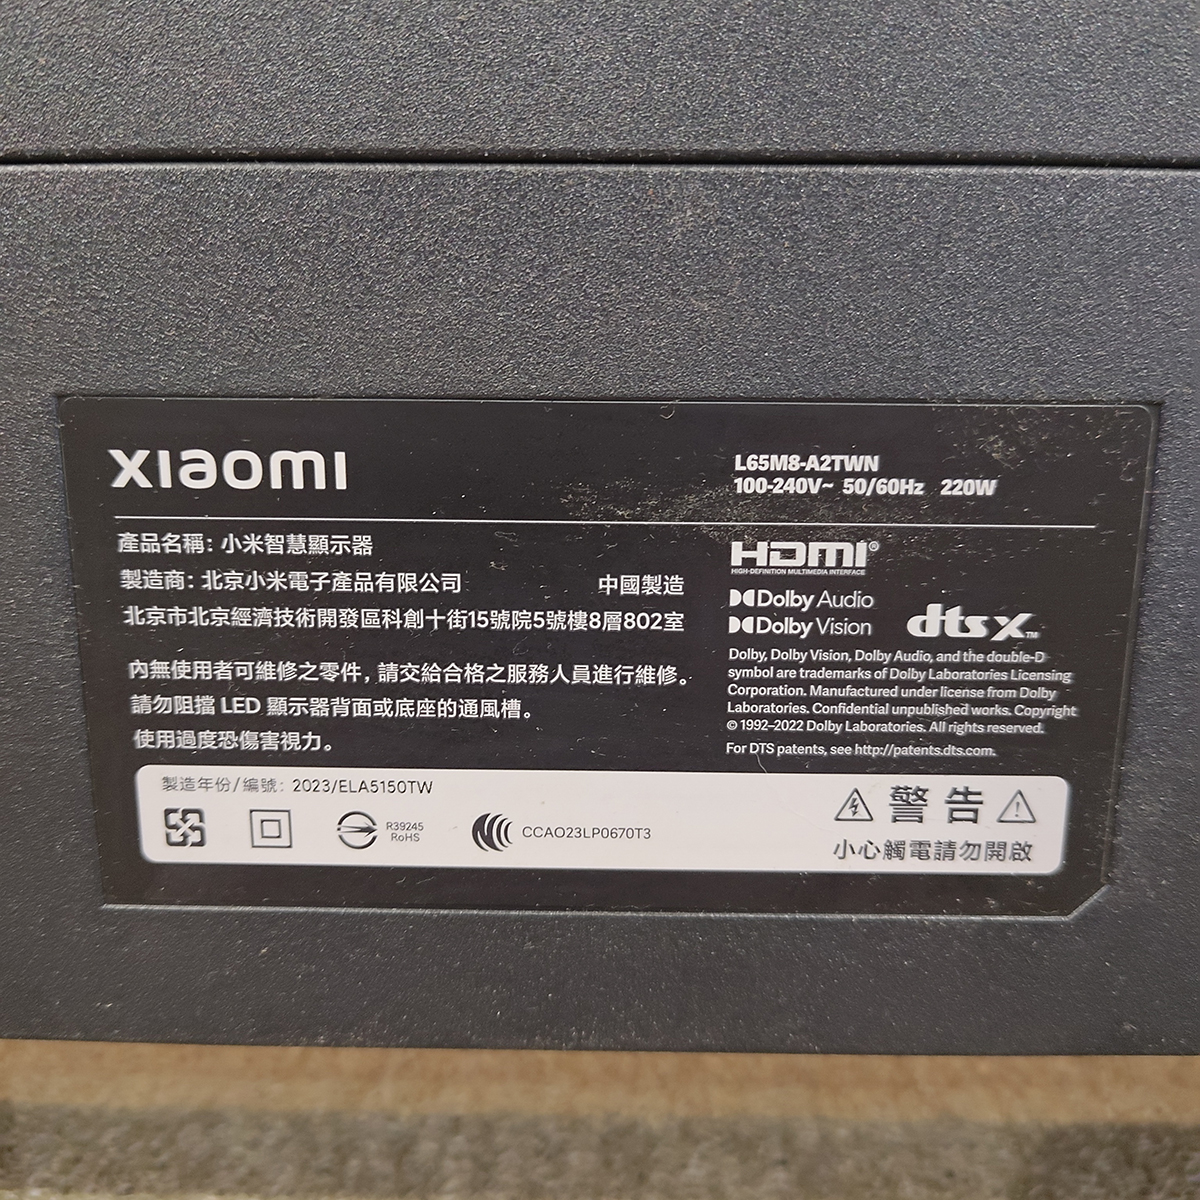 xiaomi
L65M8-A2TWN
100-240V~ 50/60Hz 220W
產品名稱: 小米智慧顯示器
製造商: 北京小米電子產品有限公司 中國製造
北京市北京經濟技術開發區科創十街15號院5號樓8層802室
內無使用者可維修之零件, 請交給合格之服務人員進行維修。
請勿阻擋 LED 顯示器背面或底座的通風槽。
使用過度恐傷害視力。
HDMI®
HIGH-DEFINITION MULTIMEDIA INTERFACE
Dolby Audio
Dolby Vision
dts X™
Dolby, Dolby Vision, Dolby Audio, and the double-D
symbol are trademarks of Dolby Laboratories Licensing
Corporation. Manufactured under license from Dolby
Laboratories. Confidential unpublished works. Copyright
© 1992–2022 Dolby Laboratories. All rights reserved.
For DTS patents, see http://patents.dts.com.
製造年份/編號: 2023/ELA5150TW
R39245
RoHS
CCAO23LP0670T3
警告
小心觸電請勿開啟